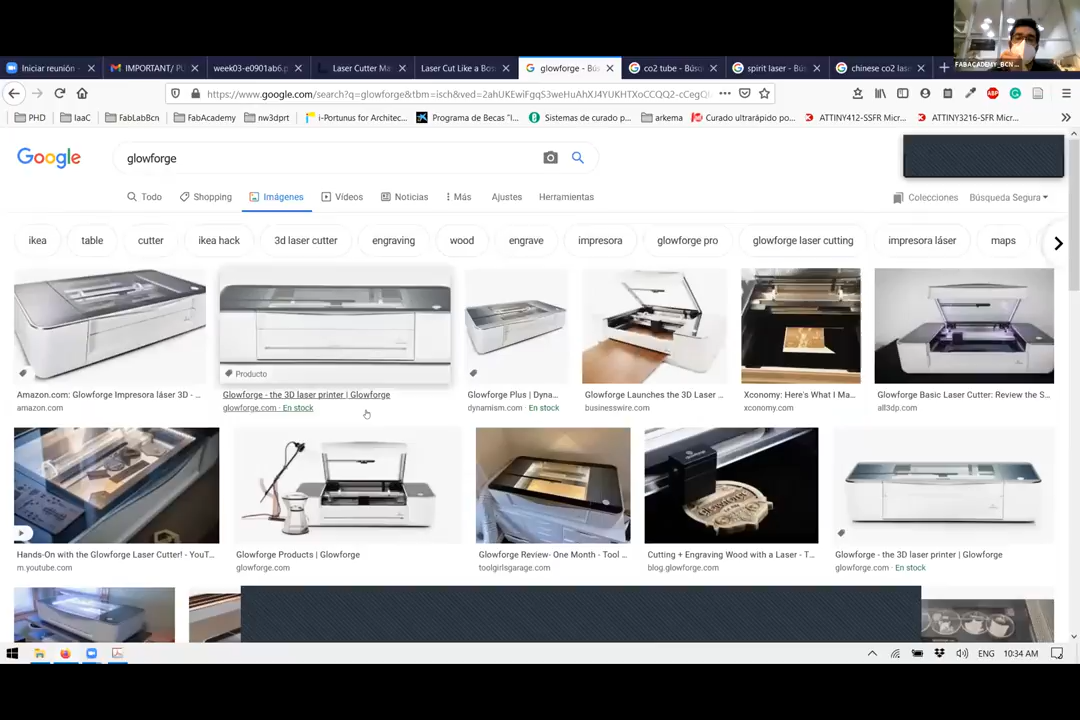 FABACADEMY_BCN...
Iniciar reunión -
IMPORTANT/ PU
week03-e0901ab6.p
Laser Cutter Ma
Laser Cut Like a Bos
glowforge - Bús
co2 tube - Búsqu
spirit laser - Bú
chinese co2 lase
https://www.google.com/search?q=glowforge&tbm=isch&ved=2ahUKEwiFgqS3weHuAhXJ4YUKHTXoCCQQ2-cCegQI
PHD
IaaC
FabLabBcn
FabAcademy
nw3dprt
i-Portunus for Architec...
Programa de Becas "I...
Sistemas de curado p...
arkema
Curado ultrarápido po...
ATTINY412-SSFR Micr...
ATTINY3216-SFR Micr...
Google
glowforge
Todo
Shopping
Imágenes
Vídeos
Noticias
Más
Ajustes
Herramientas
Colecciones
Búsqueda Segura
ikea
table
cutter
ikea hack
3d laser cutter
engraving
wood
engrave
impresora
glowforge pro
glowforge laser cutting
impresora láser
maps
Producto
Amazon.com: Glowforge Impresora láser 3D - ...
amazon.com
Glowforge - the 3D laser printer | Glowforge
glowforge.com · En stock
Glowforge Plus | Dyna...
dynamism.com · En stock
Glowforge Launches the 3D Laser ...
businesswire.com
Xconomy: Here's What I Ma...
xconomy.com
Glowforge Basic Laser Cutter: Review the S...
all3dp.com
Hands-On with the Glowforge Laser Cutter! - YouT...
m.youtube.com
Glowforge Products | Glowforge
glowforge.com
Glowforge Review- One Month - Tool ...
toolgirlsgarage.com
Cutting + Engraving Wood with a Laser - T...
blog.glowforge.com
Glowforge - the 3D laser printer | Glowforge
glowforge.com · En stock
ENG
10:34 AM